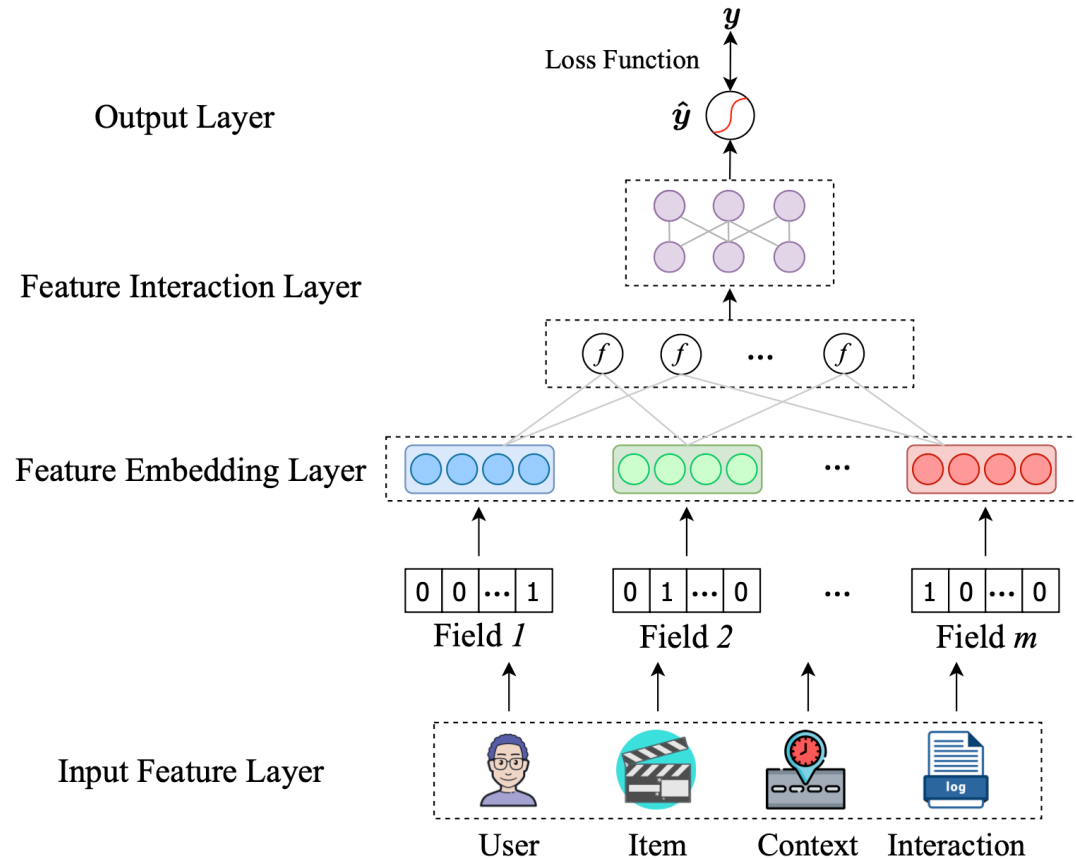 y
Loss Function
Output Layer
ŷ
Feature Interaction Layer
f f ... f
Feature Embedding Layer
...
0 0 ... 1
0 1 ... 0
...
1 0 ... 0
Field 1
Field 2
Field m
Input Feature Layer
log
User
Item
Context
Interaction